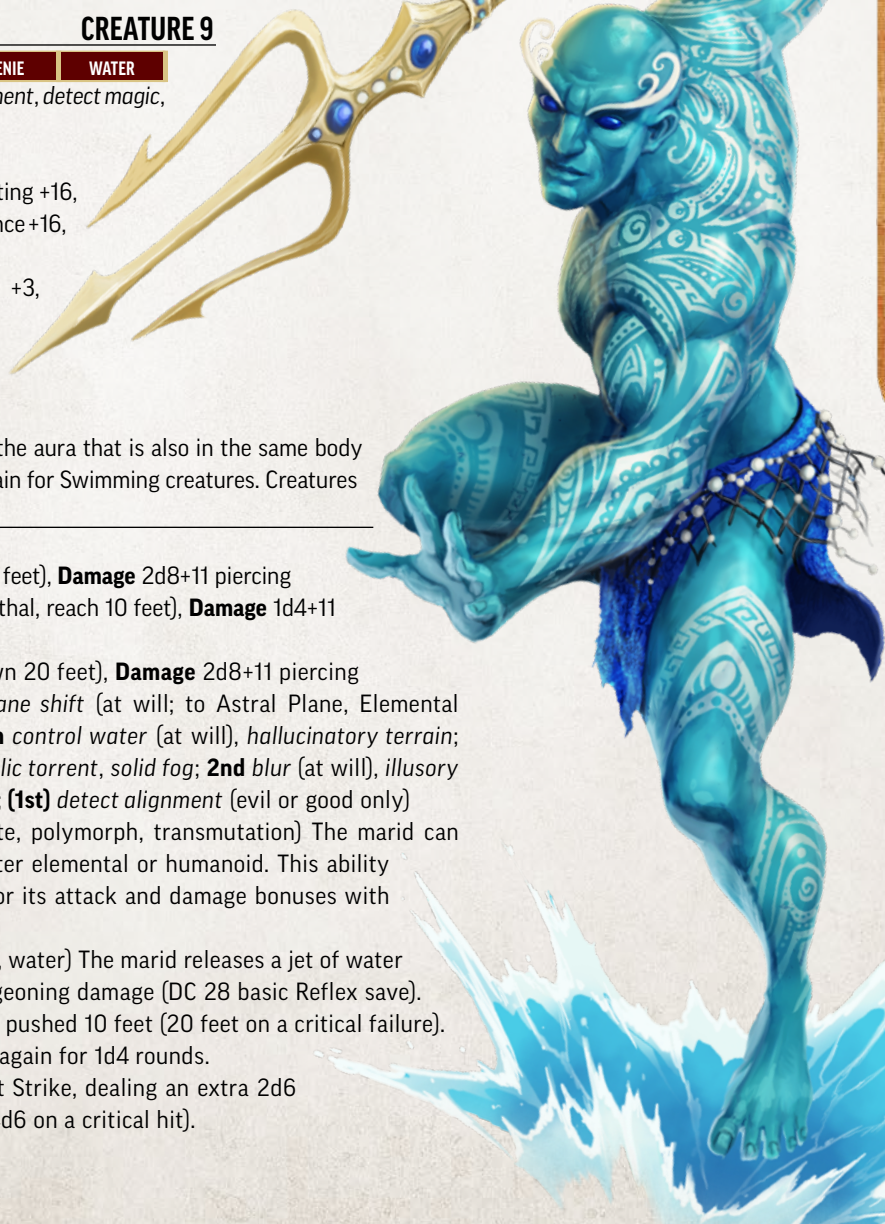 CREATURE 9
ENIE WATER
ment, detect magic,
ting +16,
nce +16,
+3,
the aura that is also in the same body
ain for Swimming creatures. Creatures
feet), Damage 2d8+11 piercing
thal, reach 10 feet), Damage 1d4+11
wn 20 feet), Damage 2d8+11 piercing
ane shift (at will; to Astral Plane, Elemental
h control water (at will), hallucinatory terrain;
lic torrent, solid fog; 2nd blur (at will), illusory
; (1st) detect alignment (evil or good only)
te, polymorph, transmutation) The marid can
ter elemental or humanoid. This ability
or its attack and damage bonuses with
, water) The marid releases a jet of water
geoning damage (DC 28 basic Reflex save).
pushed 10 feet (20 feet on a critical failure).
again for 1d4 rounds.
t Strike, dealing an extra 2d6
d6 on a critical hit).